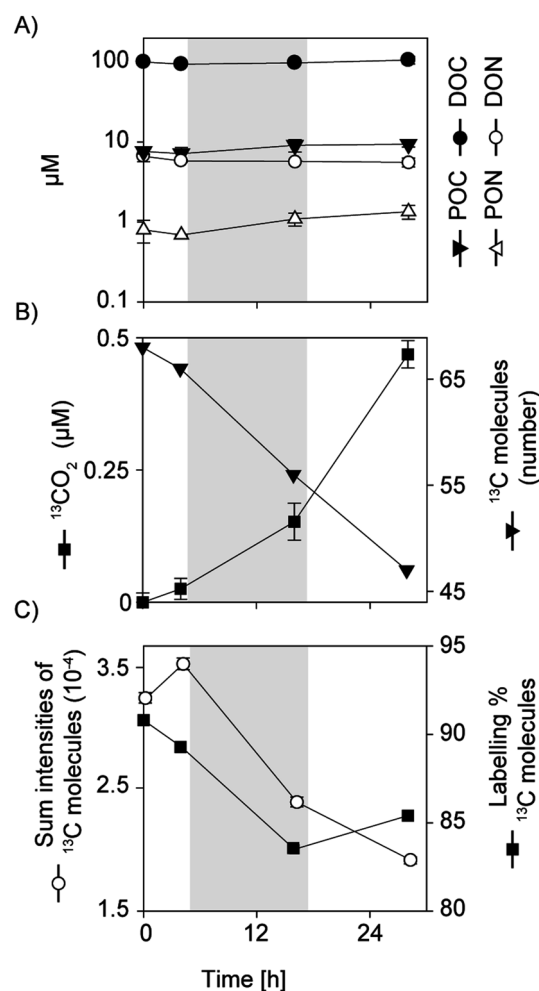 A)
100
10
1
0.1
µM
DOC
DON
POC
PON
B)
0.5
0.25
0
¹³CO₂ (µM)
65
55
45
¹³C molecules
(number)
C)
3.5
2.5
1.5
Sum intensities of
¹³C molecules (10⁻⁴)
95
90
85
80
Labelling %
¹³C molecules
0
12
24
Time [h]